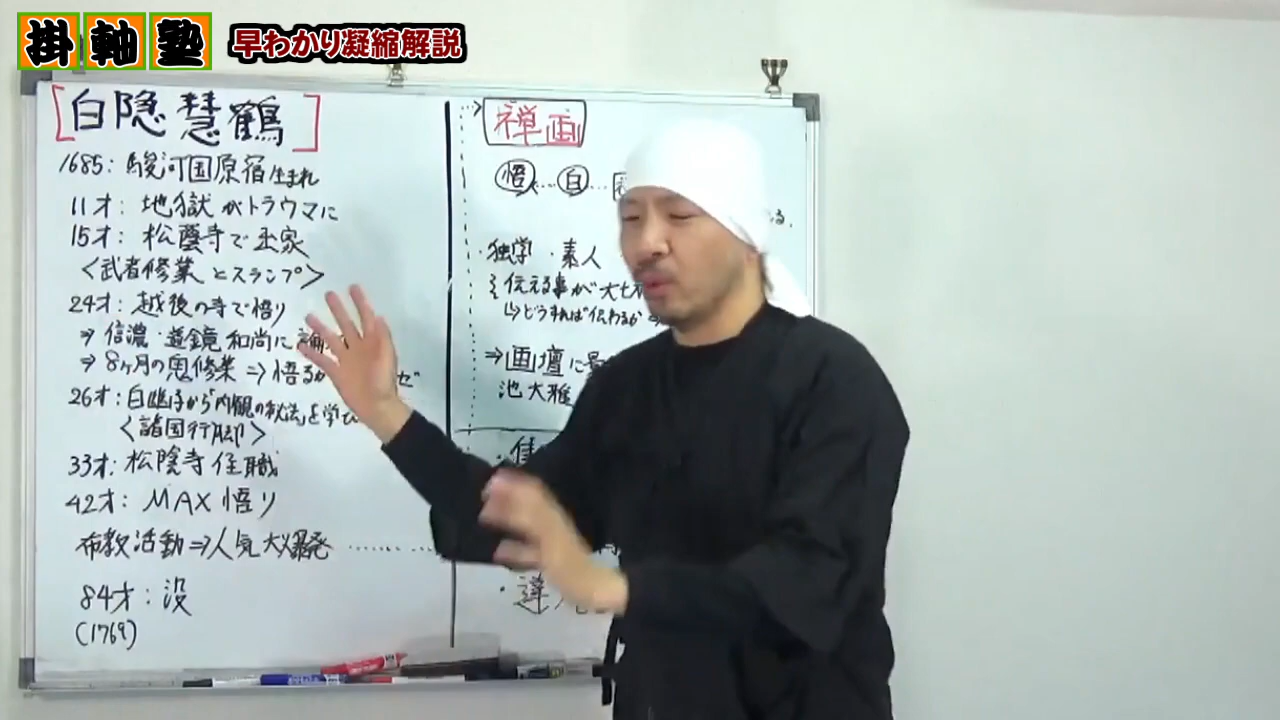 掛軸塾
早わかり凝縮解説
[白隠慧鶴]
1685：駿河国原宿生まれ
11才：地獄がトラウマに
15才：松蔭寺で出家
<武者修業とスランプ>
24才：越後の寺で悟り
⇒信濃・道鏡和尚に論
⇒8ヶ月の鬼修業⇒悟るが
26才：白幽子から「内観の秘法」を学び
<諸国行脚>
33才：松陰寺住職
42才：MAX悟り
布教活動⇒人気大爆発
84才：没
(1769)
禅画
悟 白
・独学・素人
伝える事が大
↳どうすれば伝わるか
⇒画壇に
池大雅
・達